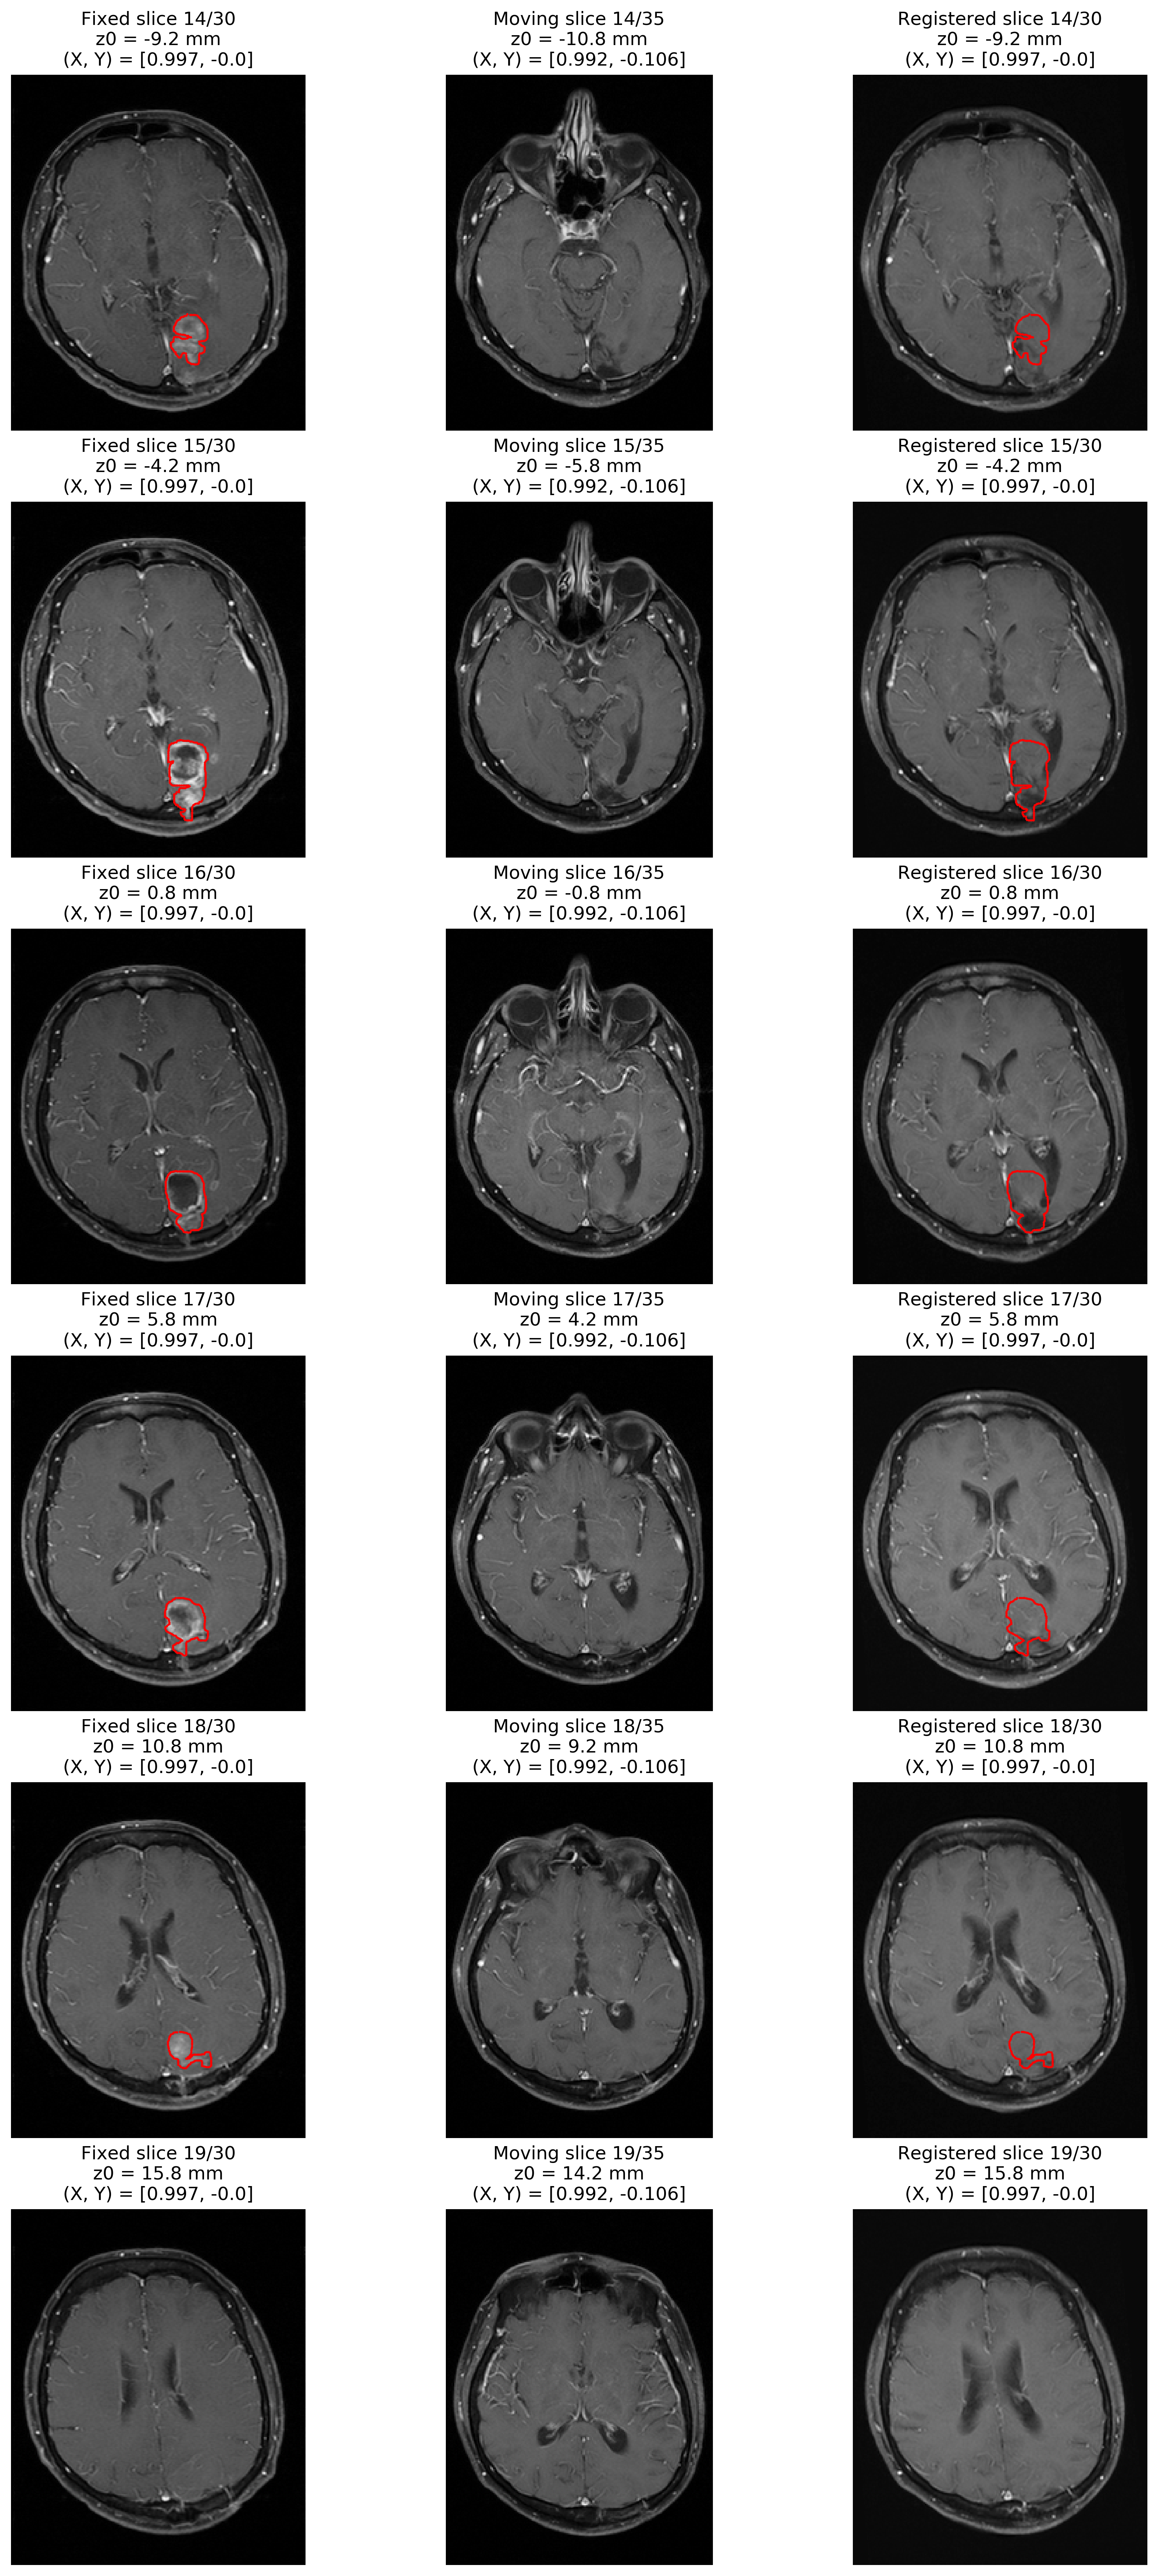 Fixed slice 14/30
z0 = -9.2 mm
(X, Y) = [0.997, -0.0]
Moving slice 14/35
z0 = -10.8 mm
(X, Y) = [0.992, -0.106]
Registered slice 14/30
z0 = -9.2 mm
(X, Y) = [0.997, -0.0]
Fixed slice 15/30
z0 = -4.2 mm
(X, Y) = [0.997, -0.0]
Moving slice 15/35
z0 = -5.8 mm
(X, Y) = [0.992, -0.106]
Registered slice 15/30
z0 = -4.2 mm
(X, Y) = [0.997, -0.0]
Fixed slice 16/30
z0 = 0.8 mm
(X, Y) = [0.997, -0.0]
Moving slice 16/35
z0 = -0.8 mm
(X, Y) = [0.992, -0.106]
Registered slice 16/30
z0 = 0.8 mm
(X, Y) = [0.997, -0.0]
Fixed slice 17/30
z0 = 5.8 mm
(X, Y) = [0.997, -0.0]
Moving slice 17/35
z0 = 4.2 mm
(X, Y) = [0.992, -0.106]
Registered slice 17/30
z0 = 5.8 mm
(X, Y) = [0.997, -0.0]
Fixed slice 18/30
z0 = 10.8 mm
(X, Y) = [0.997, -0.0]
Moving slice 18/35
z0 = 9.2 mm
(X, Y) = [0.992, -0.106]
Registered slice 18/30
z0 = 10.8 mm
(X, Y) = [0.997, -0.0]
Fixed slice 19/30
z0 = 15.8 mm
(X, Y) = [0.997, -0.0]
Moving slice 19/35
z0 = 14.2 mm
(X, Y) = [0.992, -0.106]
Registered slice 19/30
z0 = 15.8 mm
(X, Y) = [0.997, -0.0]